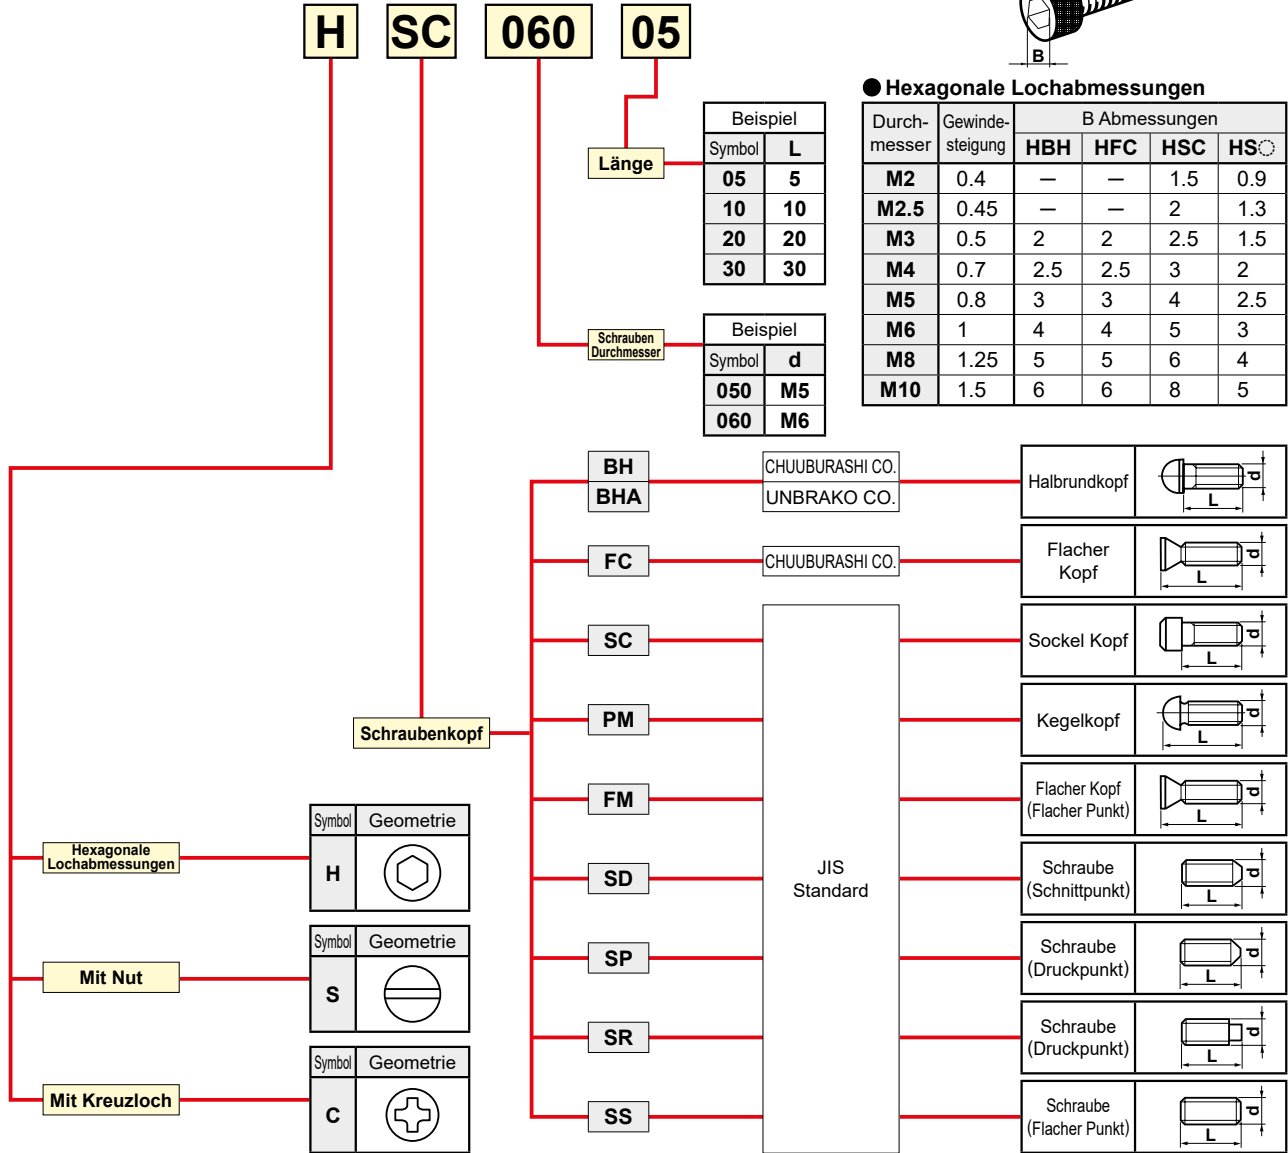 H SC 060 05
B
● Hexagonale Lochabmessungen
Durch-messer Gewinde-steigung B Abmessungen
HBH HFC HSC HS◌
M2 0.4 — — 1.5 0.9
M2.5 0.45 — — 2 1.3
M3 0.5 2 2 2.5 1.5
M4 0.7 2.5 2.5 3 2
M5 0.8 3 3 4 2.5
M6 1 4 4 5 3
M8 1.25 5 5 6 4
M10 1.5 6 6 8 5
Länge
Beispiel
Symbol L
05 5
10 10
20 20
30 30
Schrauben
Durchmesser
Beispiel
Symbol d
050 M5
060 M6
Schraubenkopf
BH CHUUBURASHI CO.
BHA UNBRAKO CO.
Halbrundkopf
L d
FC CHUUBURASHI CO.
Flacher
Kopf
L d
JIS
Standard
SC Sockel Kopf
L d
PM Kegelkopf
L d
FM Flacher Kopf
(Flacher Punkt)
L d
SD Schraube
(Schnittpunkt)
L d
SP Schraube
(Druckpunkt)
L d
SR Schraube
(Druckpunkt)
L d
SS Schraube
(Flacher Punkt)
L d
Hexagonale
Lochabmessungen
Symbol Geometrie
H
Mit Nut
Symbol Geometrie
S
Mit Kreuzloch
Symbol Geometrie
C